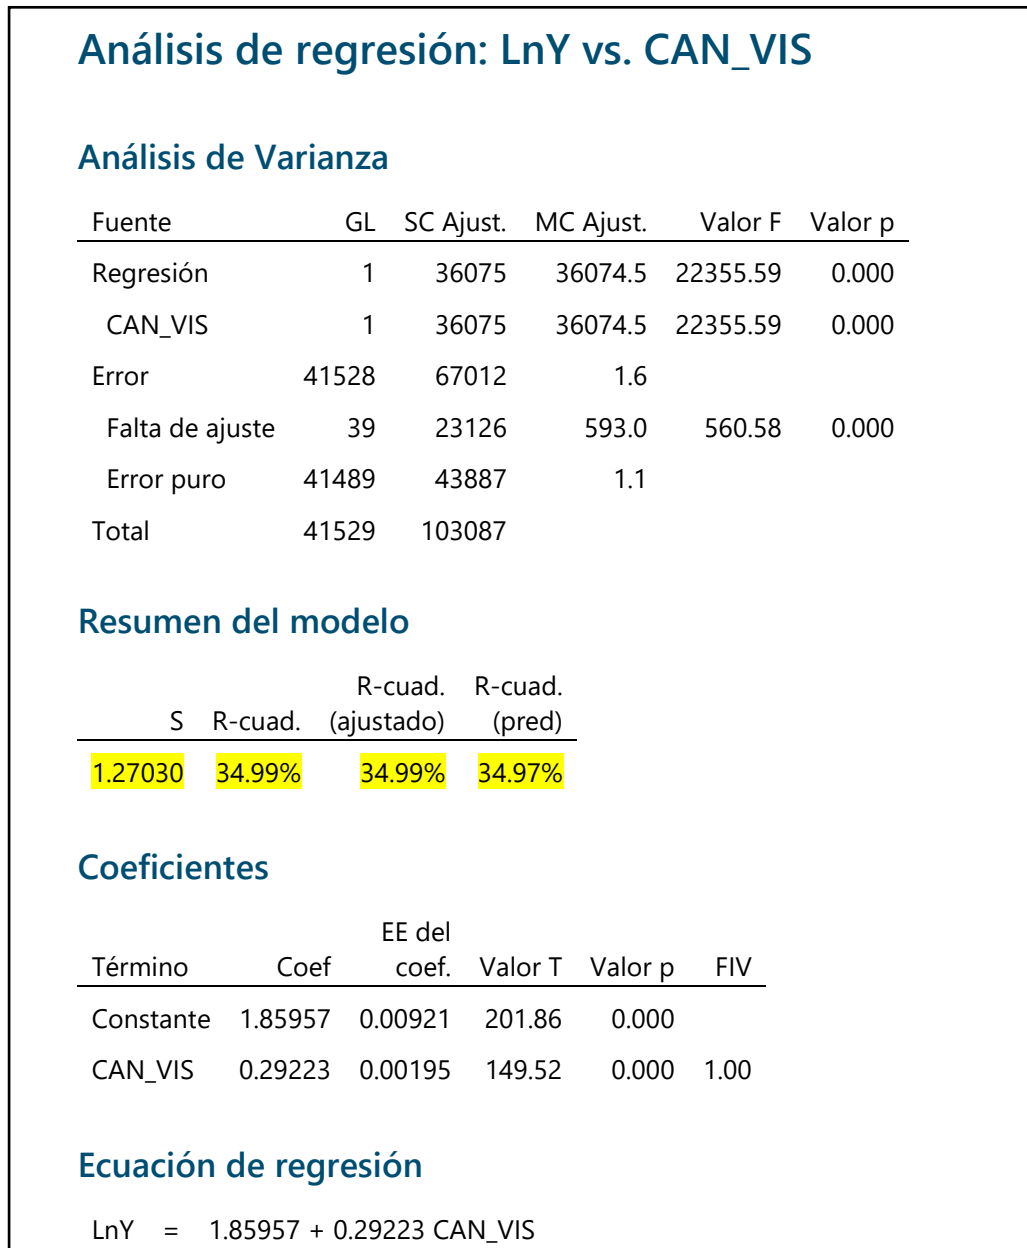 Análisis de regresión: LnY vs. CAN_VIS
Análisis de Varianza
Fuente GL SC Ajust. MC Ajust. Valor F Valor p
Regresión 1 36075 36074.5 22355.59 0.000
CAN_VIS 1 36075 36074.5 22355.59 0.000
Error 41528 67012 1.6
Falta de ajuste 39 23126 593.0 560.58 0.000
Error puro 41489 43887 1.1
Total 41529 103087
Resumen del modelo
R-cuad. R-cuad.
S R-cuad. (ajustado) (pred)
1.27030 34.99% 34.99% 34.97%
Coeficientes
EE del
Término Coef coef. Valor T Valor p FIV
Constante 1.85957 0.00921 201.86 0.000
CAN_VIS 0.29223 0.00195 149.52 0.000 1.00
Ecuación de regresión
LnY = 1.85957 + 0.29223 CAN_VIS